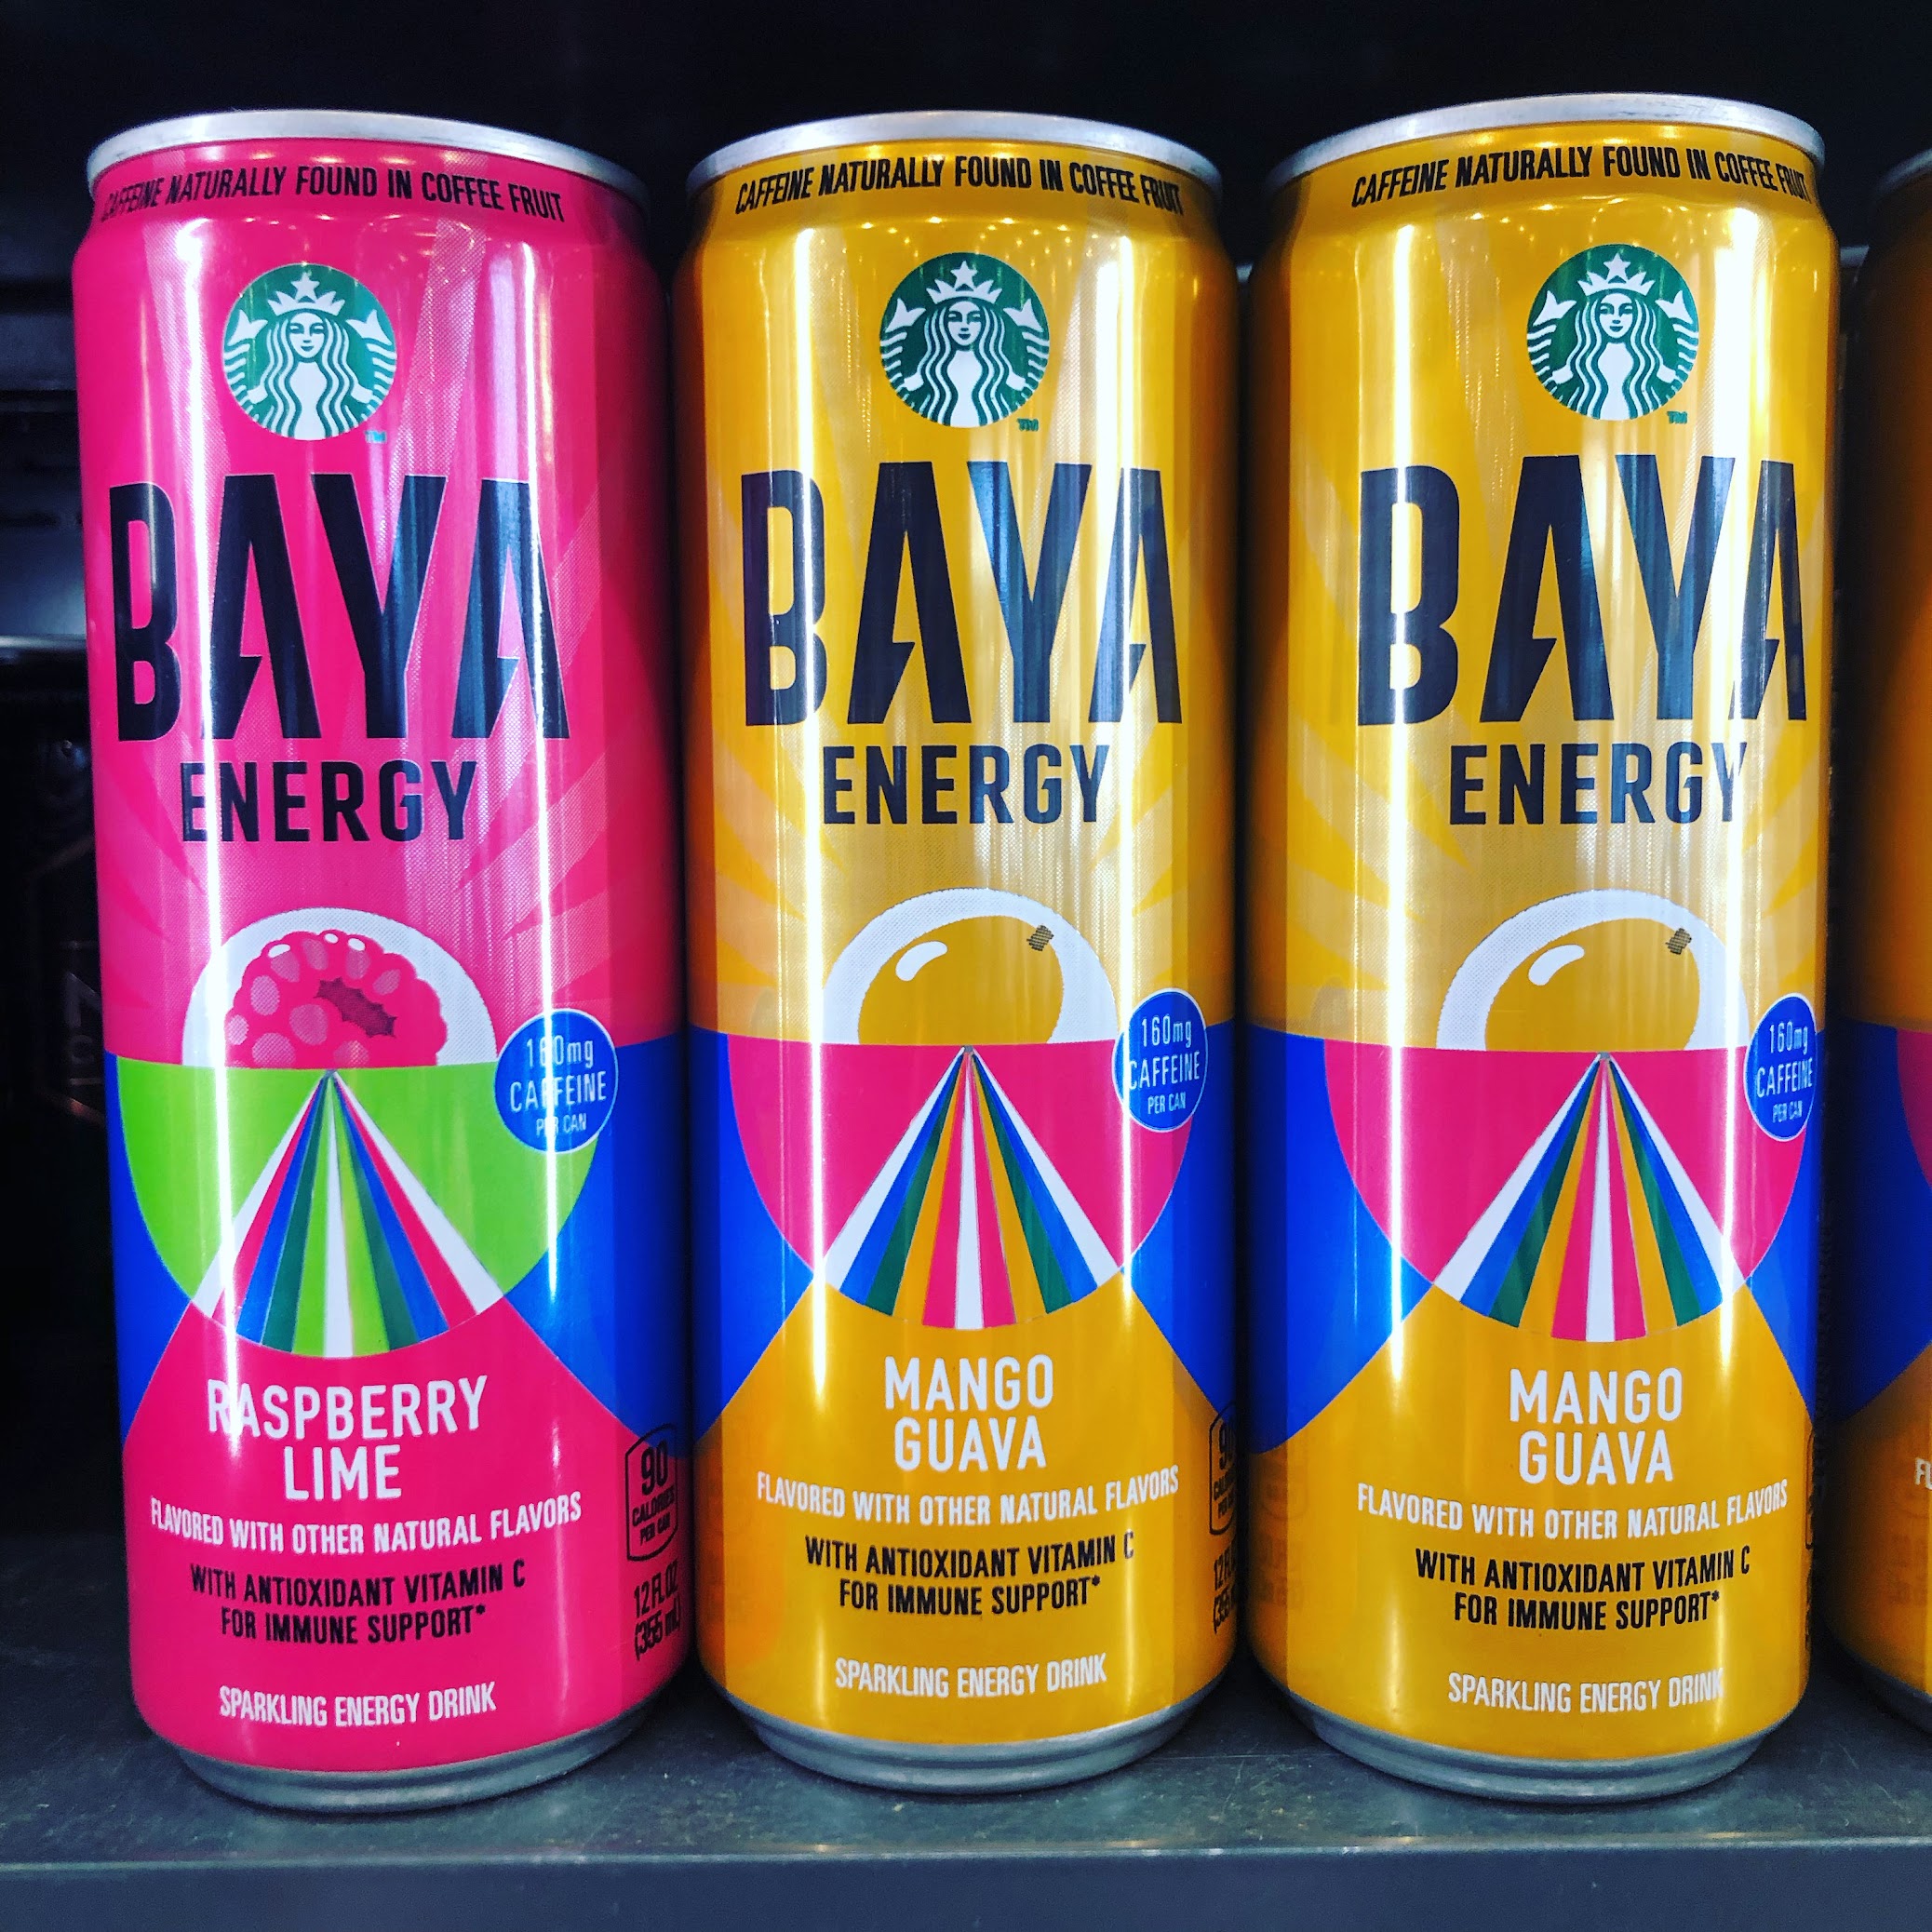 CAFFEINE NATURALLY FOUND IN COFFEE FRUIT
TM
BAYA
ENERGY
160mg
CAFFEINE
PER CAN
RASPBERRY
LIME
FLAVORED WITH OTHER NATURAL FLAVORS
WITH ANTIOXIDANT VITAMIN C
FOR IMMUNE SUPPORT*
SPARKLING ENERGY DRINK
90
CALORIES
PER CAN
12 FL OZ
(355 mL)
CAFFEINE NATURALLY FOUND IN COFFEE FRUIT
TM
BAYA
ENERGY
160mg
CAFFEINE
PER CAN
MANGO
GUAVA
FLAVORED WITH OTHER NATURAL FLAVORS
WITH ANTIOXIDANT VITAMIN C
FOR IMMUNE SUPPORT*
SPARKLING ENERGY DRINK
CAFFEINE NATURALLY FOUND IN COFFEE FRUIT
TM
BAYA
ENERGY
160mg
CAFFEINE
PER CAN
MANGO
GUAVA
FLAVORED WITH OTHER NATURAL FLAVORS
WITH ANTIOXIDANT VITAMIN C
FOR IMMUNE SUPPORT*
SPARKLING ENERGY DRINK